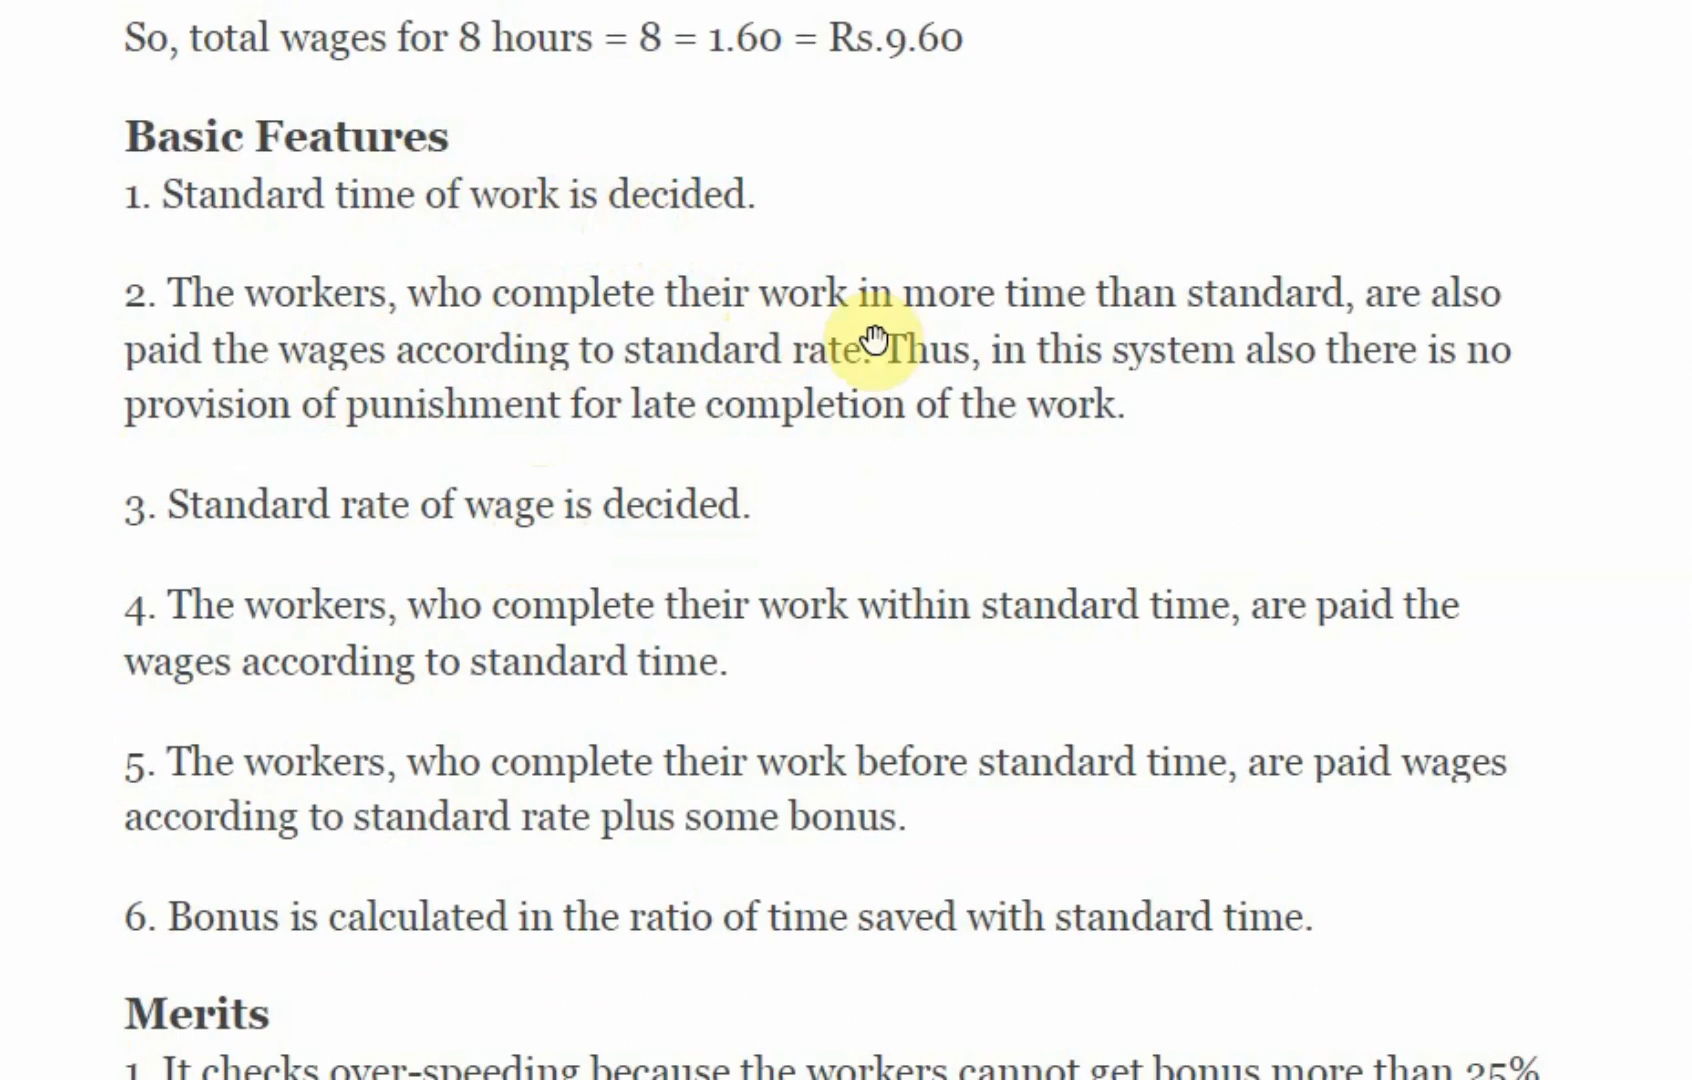 So, total wages for 8 hours = 8 = 1.60 = Rs.9.60
Basic Features
1. Standard time of work is decided.
2. The workers, who complete their work in more time than standard, are also
paid the wages according to standard rate. Thus, in this system also there is no
provision of punishment for late completion of the work.
3. Standard rate of wage is decided.
4. The workers, who complete their work within standard time, are paid the
wages according to standard time.
5. The workers, who complete their work before standard time, are paid wages
according to standard rate plus some bonus.
6. Bonus is calculated in the ratio of time saved with standard time.
Merits
1. It checks over-speeding because the workers cannot get bonus more than 25%